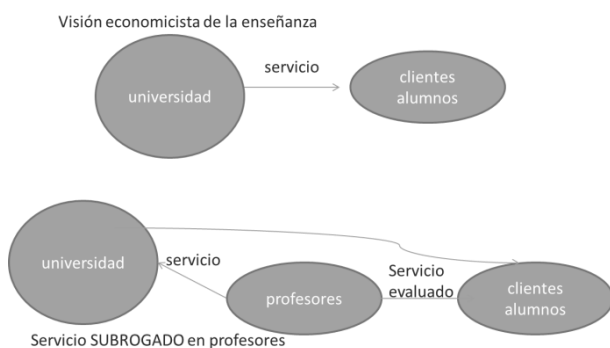 Visión economicista de la enseñanza
servicio
universidad
clientes
alumnos
universidad
servicio
profesores
Servicio
evaluado
clientes
alumnos
Servicio SUBROGADO en profesores